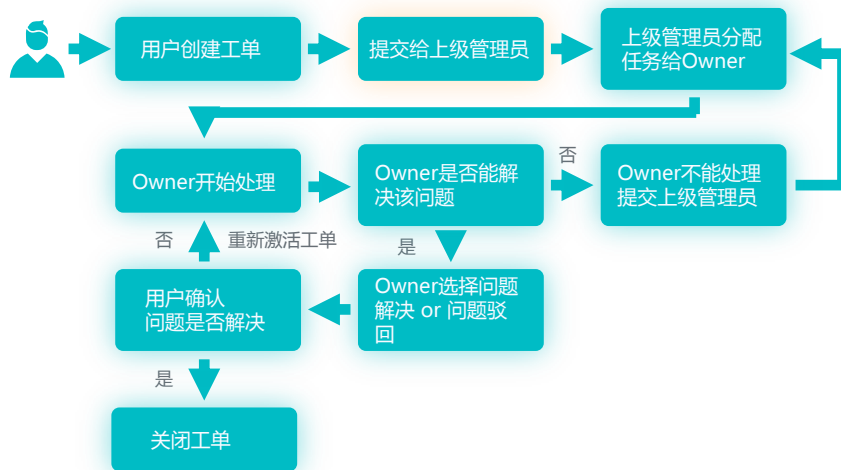 用户创建工单
提交给上级管理员
上级管理员分配
任务给Owner
Owner开始处理
Owner是否能解
决该问题
否
Owner不能处理
提交上级管理员
否
重新激活工单
是
用户确认
问题是否解决
Owner选择问题
解决 or 问题驳
回
是
关闭工单